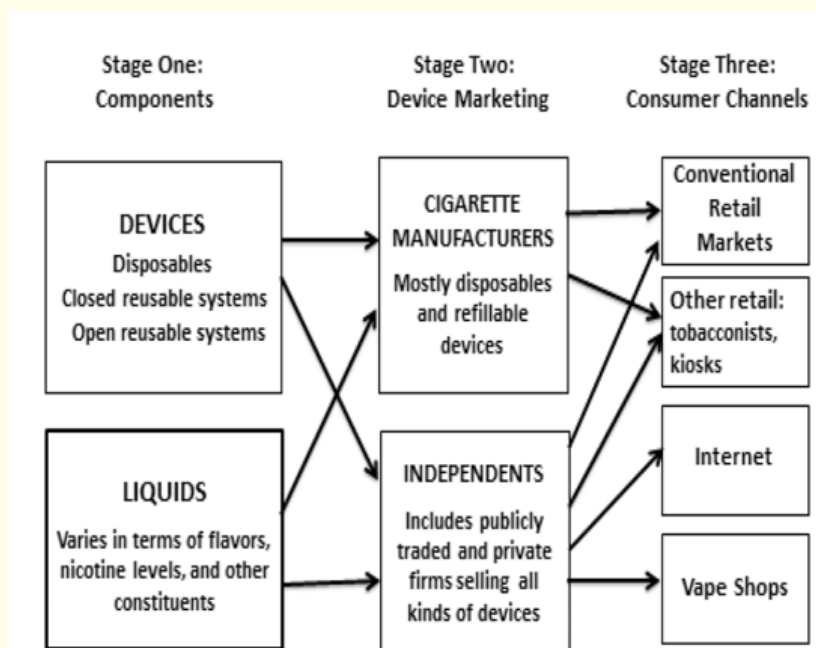 Stage One:
Components
Stage Two:
Device Marketing
Stage Three:
Consumer Channels
DEVICES
Disposables
Closed reusable systems
Open reusable systems
LIQUIDS
Varies in terms of flavors,
nicotine levels, and other
constituents
CIGARETTE
MANUFACTURERS
Mostly disposables
and refillable
devices
INDEPENDENTS
Includes publicly
traded and private
firms selling all
kinds of devices
Conventional
Retail
Markets
Other retail:
tobacconists,
kiosks
Internet
Vape Shops